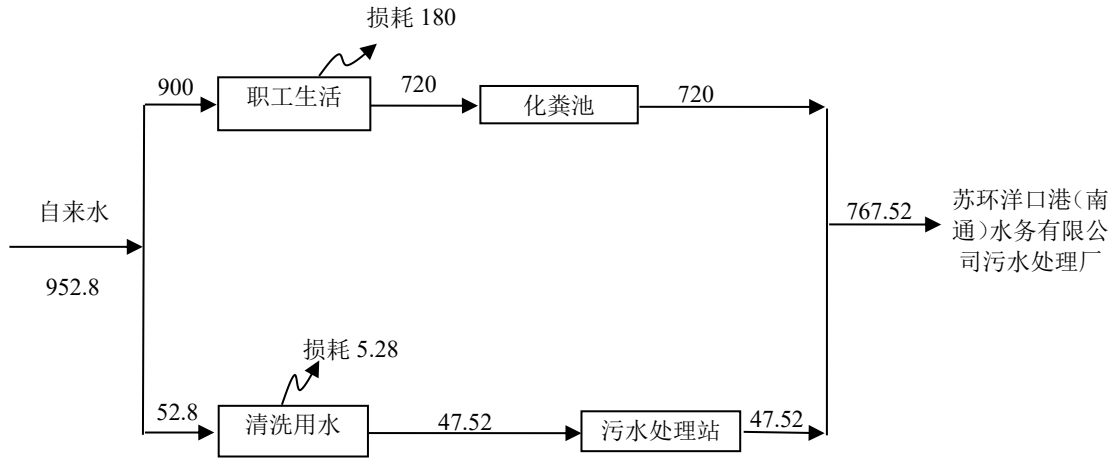 损耗 180
900
职工生活
720
化粪池
720
自来水
952.8
767.52
苏环洋口港（南
通）水务有限公
司污水处理厂
损耗 5.28
52.8
清洗用水
47.52
污水处理站
47.52